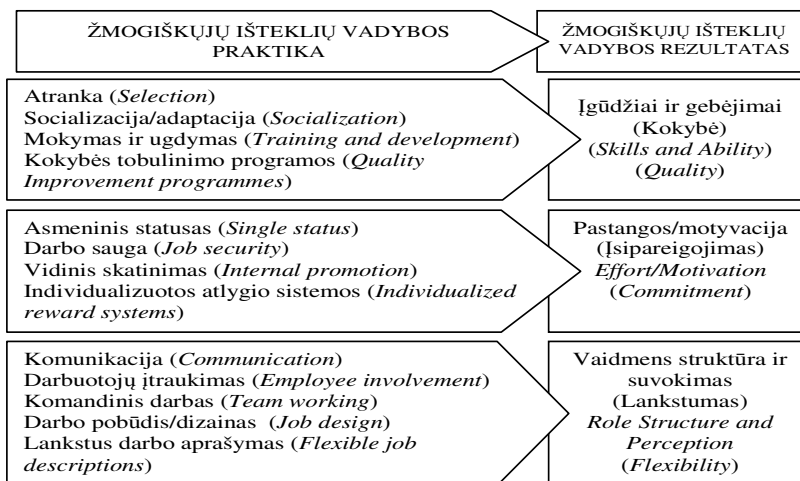 ŽMOGIŠKŲJŲ IŠTEKLIŲ VADYBOS
PRAKTIKA
ŽMOGIŠKŲJŲ IŠTEKLIŲ
VADYBOS REZULTATAS
Atranka (Selection)
Socializacija/adaptacija (Socialization)
Mokymas ir ugdymas (Training and development)
Kokybės tobulinimo programos (Quality
Improvement programmes)
Įgūdžiai ir gebėjimai
(Kokybė)
(Skills and Ability)
(Quality)
Asmeninis statusas (Single status)
Darbo sauga (Job security)
Vidinis skatinimas (Internal promotion)
Individualizuotos atlygio sistemos (Individualized
reward systems)
Pastangos/motyvacija
(Įsipareigojimas)
Effort/Motivation
(Commitment)
Komunikacija (Communication)
Darbuotojų įtraukimas (Employee involvement)
Komandinis darbas (Team working)
Darbo pobūdis/dizainas (Job design)
Lankstus darbo aprašymas (Flexible job
descriptions)
Vaidmens struktūra ir
suvokimas
(Lankstumas)
Role Structure and
Perception
(Flexibility)